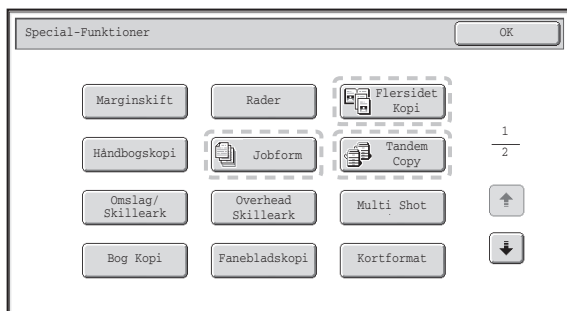 Special-Funktioner
OK
Marginskift
Rader
Flersidet
Kopi
Håndbogskopi
Jobform
Tandem
Copy
1
2
Omslag/
Skilleark
Overhead
Skilleark
Multi Shot
Bog Kopi
Fanebladskopi
Kortformat